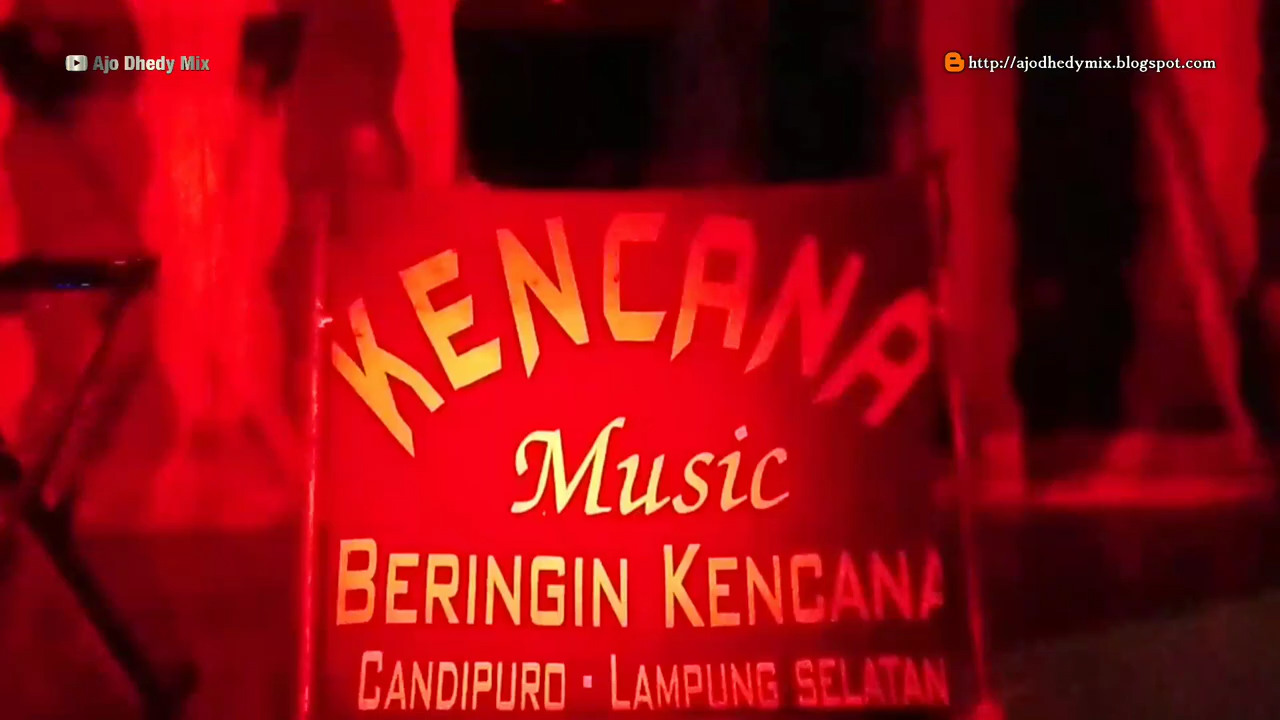 Ajo Dhedy Mix
http://ajodhedymix.blogspot.com
KENCANA
Music
BERINGIN KENCANA
CANDIPURO · LAMPUNG SELATAN